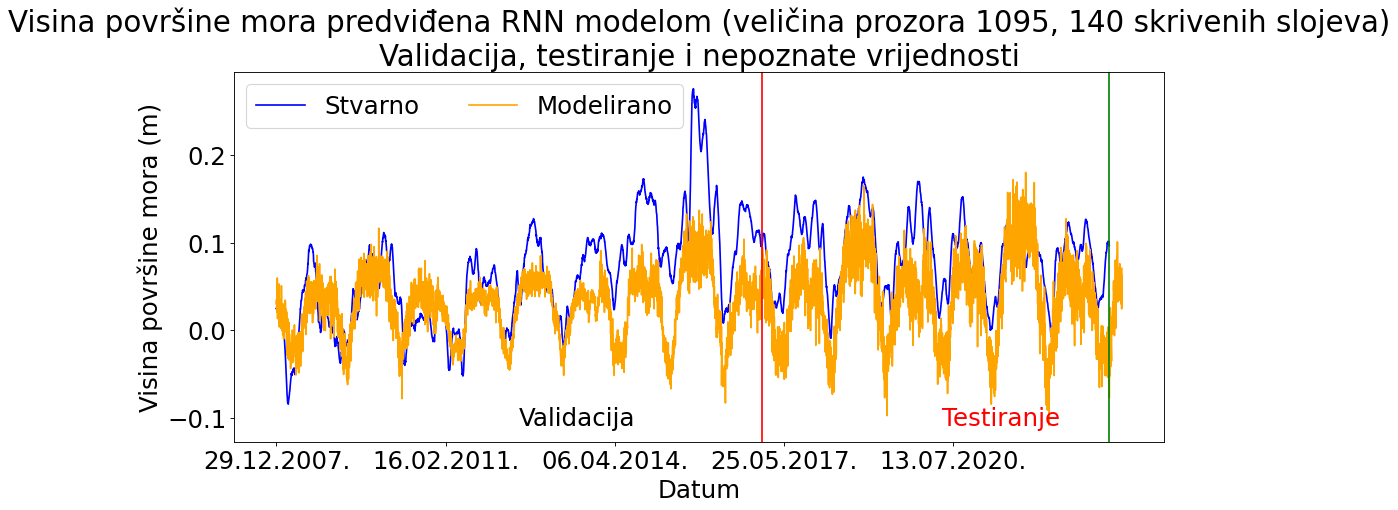 Visina površine mora predviđena RNN modelom (veličina prozora 1095, 140 skrivenih slojeva)
Validacija, testiranje i nepoznate vrijednosti
Stvarno
Modelirano
Visina površine mora (m)
0.2
0.1
0.0
−0.1
Validacija
Testiranje
29.12.2007.
16.02.2011.
06.04.2014.
25.05.2017.
13.07.2020.
Datum